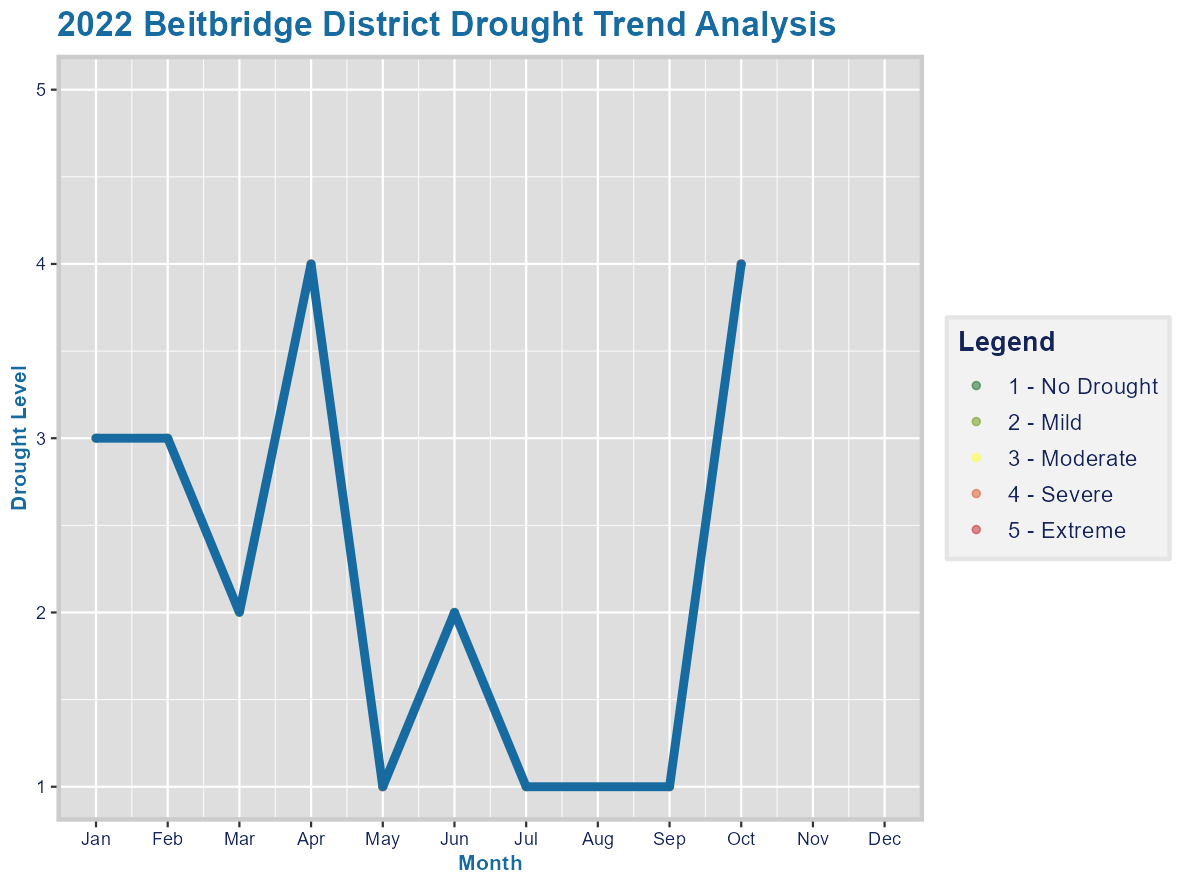 2022 Beitbridge District Drought Trend Analysis
5
4
3
2
1
Drought Level
Jan Feb Mar Apr May Jun Jul Aug Sep Oct Nov Dec
Month
Legend
1 - No Drought
2 - Mild
3 - Moderate
4 - Severe
5 - Extreme